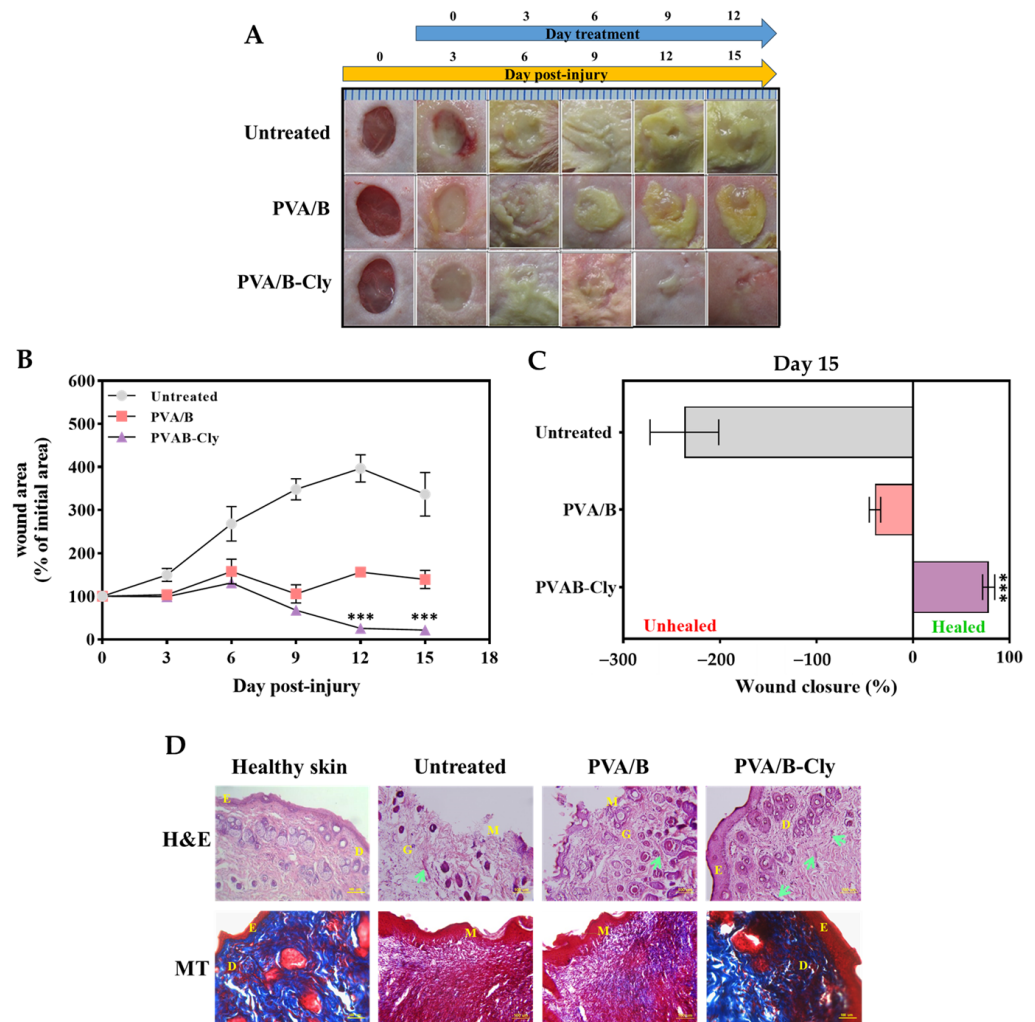 A
0 3 6 9 12
Day treatment
0 3 6 9 12 15
Day post-injury
Untreated
PVA/B
PVA/B-Cly
B
600
500
400
300
200
100
0
Untreated
PVA/B
PVAB-Cly
*** ***
0 3 6 9 12 15 18
wound area
(% of initial area)
Day post-injury
C
Day 15
Untreated
PVA/B
PVAB-Cly
***
Unhealed Healed
−300 −200 −100 0 100
Wound closure (%)
D
Healthy skin Untreated PVA/B PVA/B-Cly
H&E
E D
G M
M G
D E
MT
E D
M
M
E D